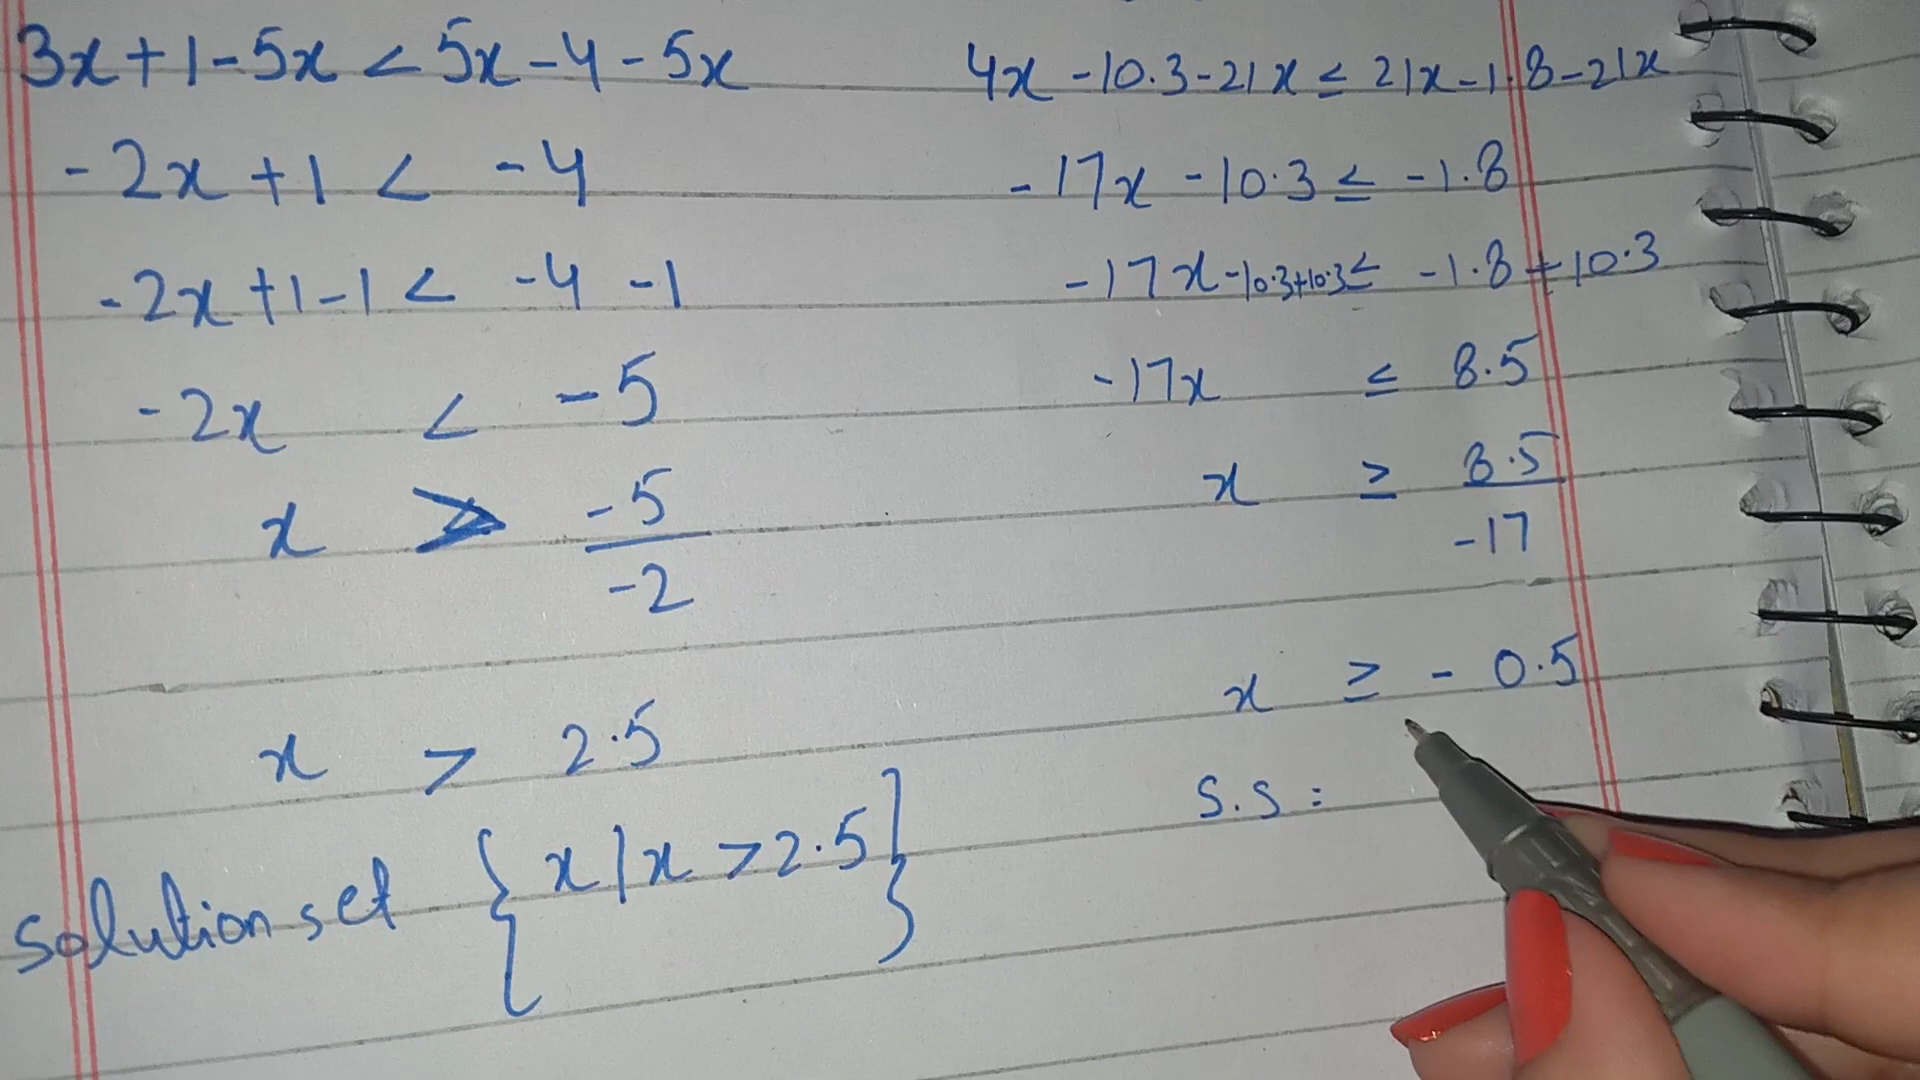 3x+1-5x < 5x-4-5x
-2x+1 < -4
-2x+1-1 < -4-1
-2x < -5
x > -5/-2
x > 2.5
solution set {x/x>2.5}
4x-10.3-21x ≤ 21x-1.8-21x
-17x-10.3 ≤ -1.8
-17x-10.3+10.3 ≤ -1.8+10.3
-17x ≤ 8.5
x ≥ 8.5/-17
x ≥ -0.5
S.S =